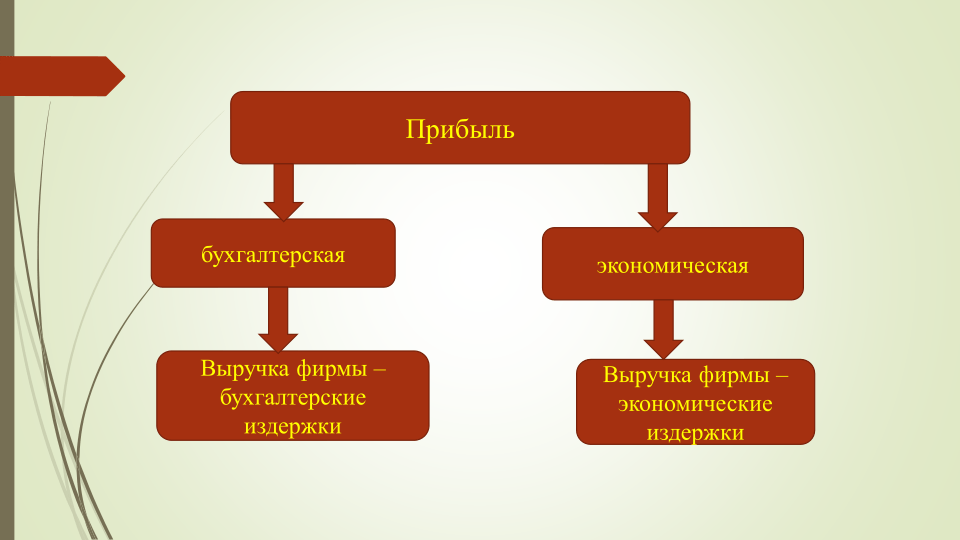 Прибыль
бухгалтерская
экономическая
Выручка фирмы –
бухгалтерские
издержки
Выручка фирмы –
экономические
издержки